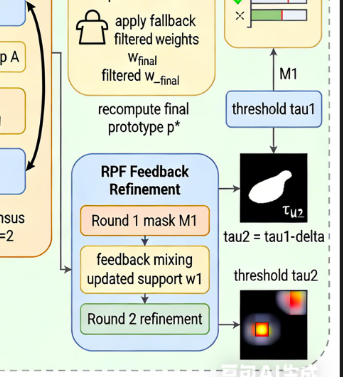 apply fallback
filtered weights
w_final
filtered w_final
recompute final
prototype p*
M1
threshold tau1
p A
nsus
=2
RPF Feedback
Refinement
Round 1 mask M1
feedback mixing
updated support w1
Round 2 refinement
τu2
tau2 = tau1-delta
threshold tau2